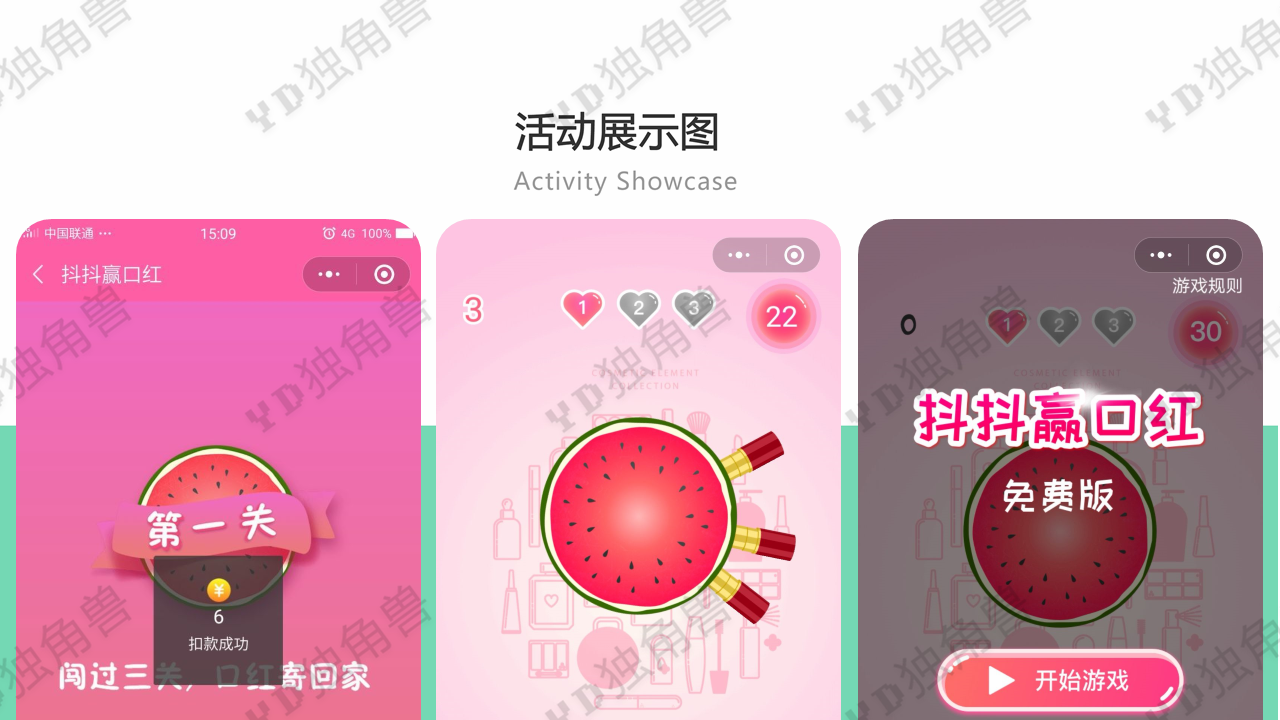 活动展示图
Activity Showcase
中国联通 ··· 15:09 4G 100%
抖抖赢口红
第一关
6
扣款成功
闯过三关，口红寄回家
3 1 2 3 22
COSMETIC ELEMENT
COLLECTION
游戏规则
0 1 2 3 30
COSMETIC ELEMENT
抖抖赢口红
免费版
开始游戏
YD独角兽